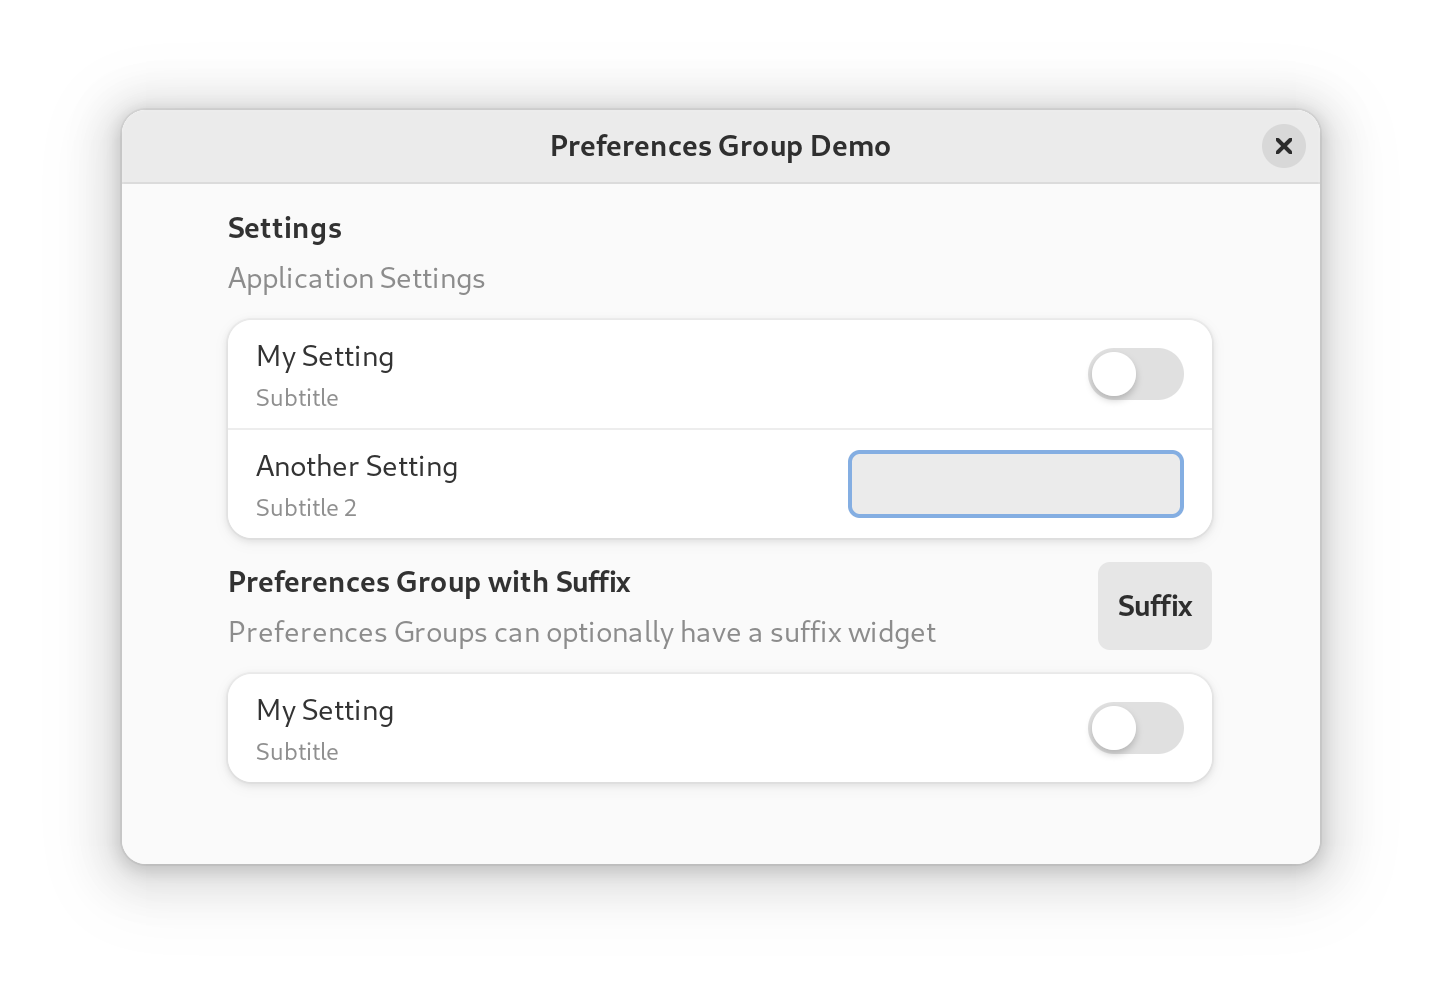 Preferences Group Demo
Settings
Application Settings
My Setting
Subtitle
Another Setting
Subtitle 2
Preferences Group with Suffix
Preferences Groups can optionally have a suffix widget
Suffix
My Setting
Subtitle